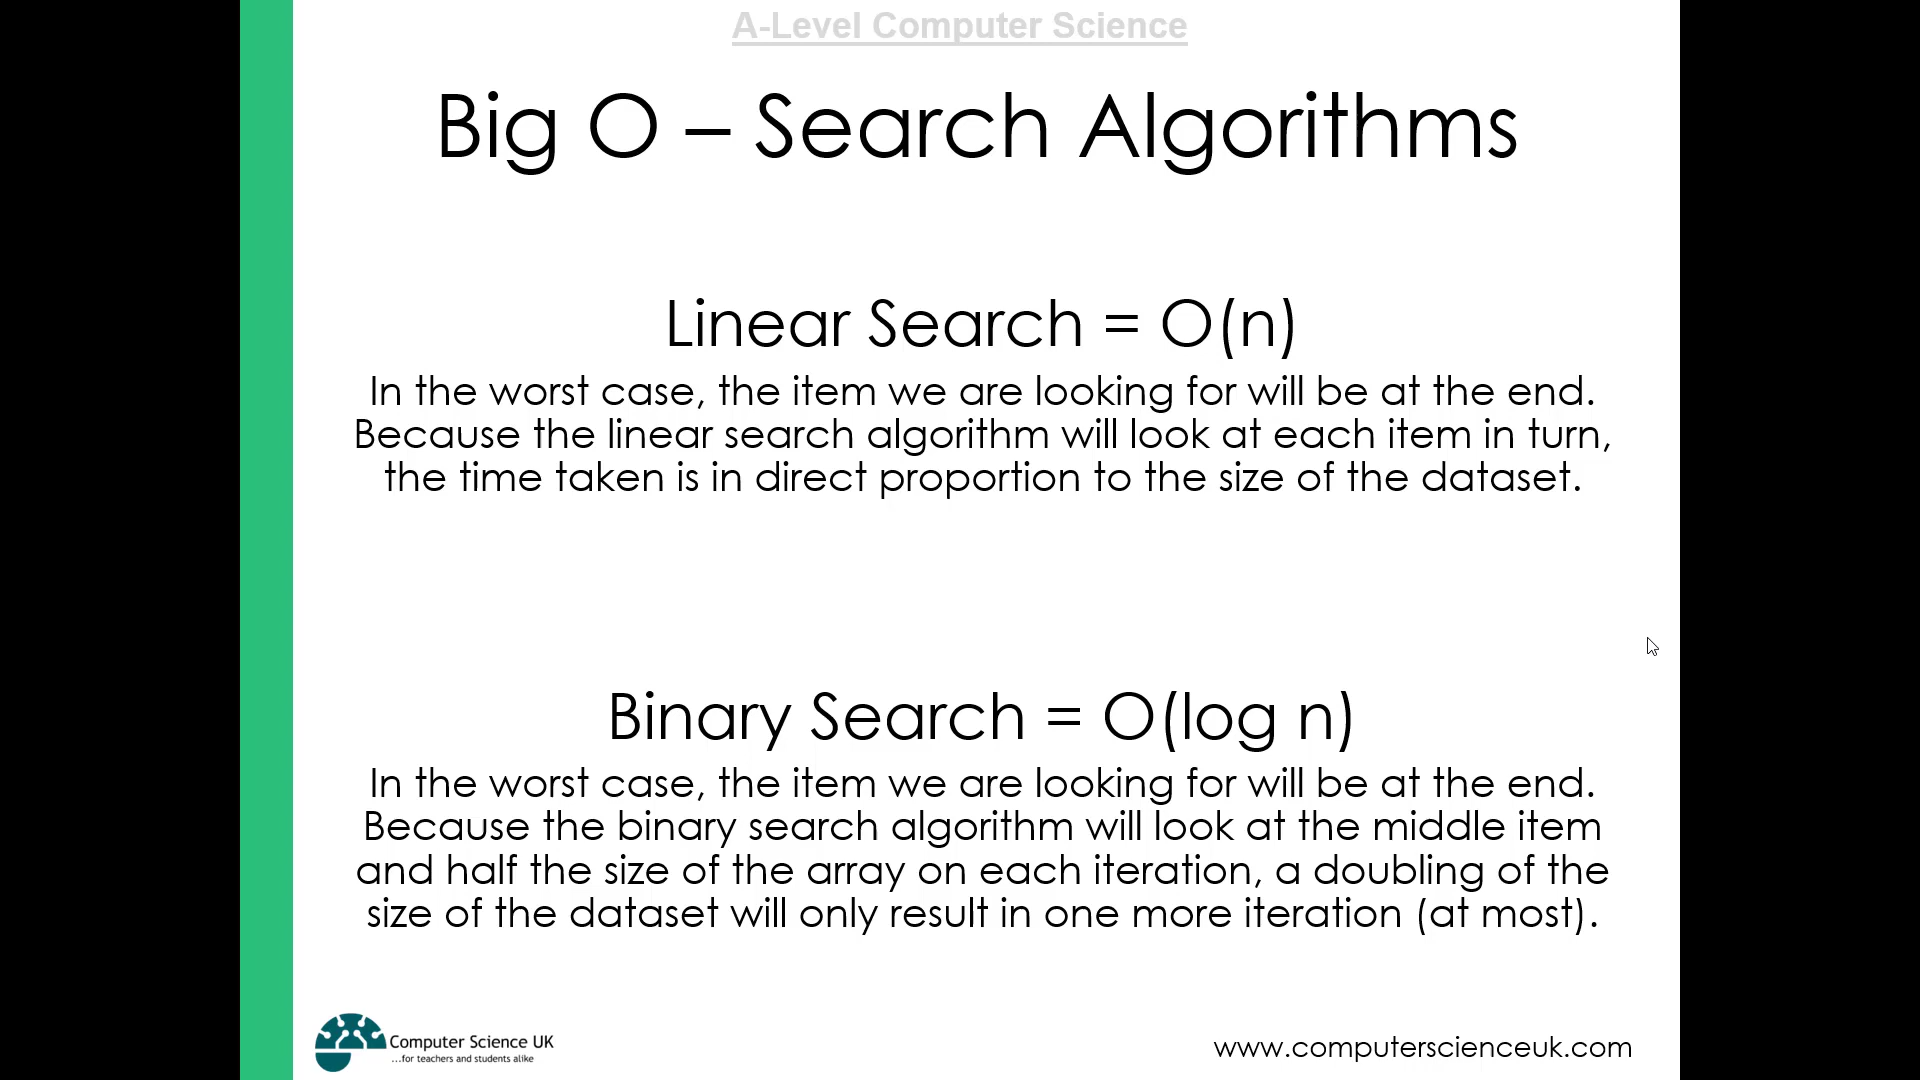 A-Level Computer Science
Big O – Search Algorithms
Linear Search = O(n)
In the worst case, the item we are looking for will be at the end.
Because the linear search algorithm will look at each item in turn,
the time taken is in direct proportion to the size of the dataset.
Binary Search = O(log n)
In the worst case, the item we are looking for will be at the end.
Because the binary search algorithm will look at the middle item
and half the size of the array on each iteration, a doubling of the
size of the dataset will only result in one more iteration (at most).
Computer Science UK
...for teachers and students alike
www.computerscienceuk.com